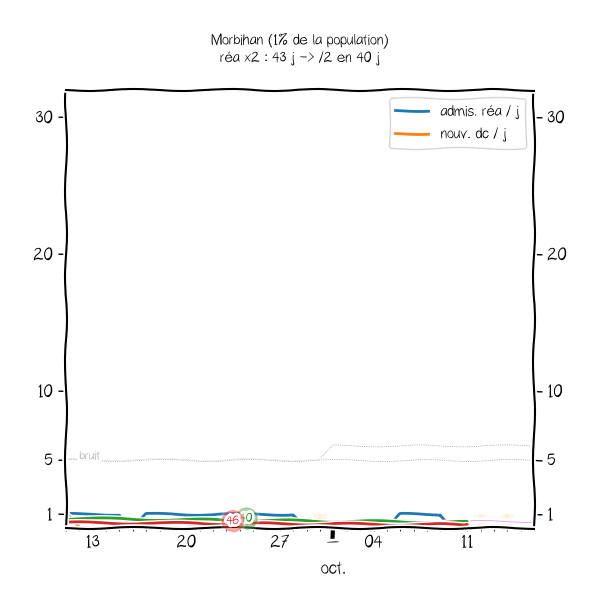 Morbihan (1% de la population)
réa x2 : 43 j -> /2 en 40 j
admis. réa / j
nouv. dc / j
30
30
20
20
10
10
bruit
5
5
1
1
46
13
20
27
1
04
11
oct.